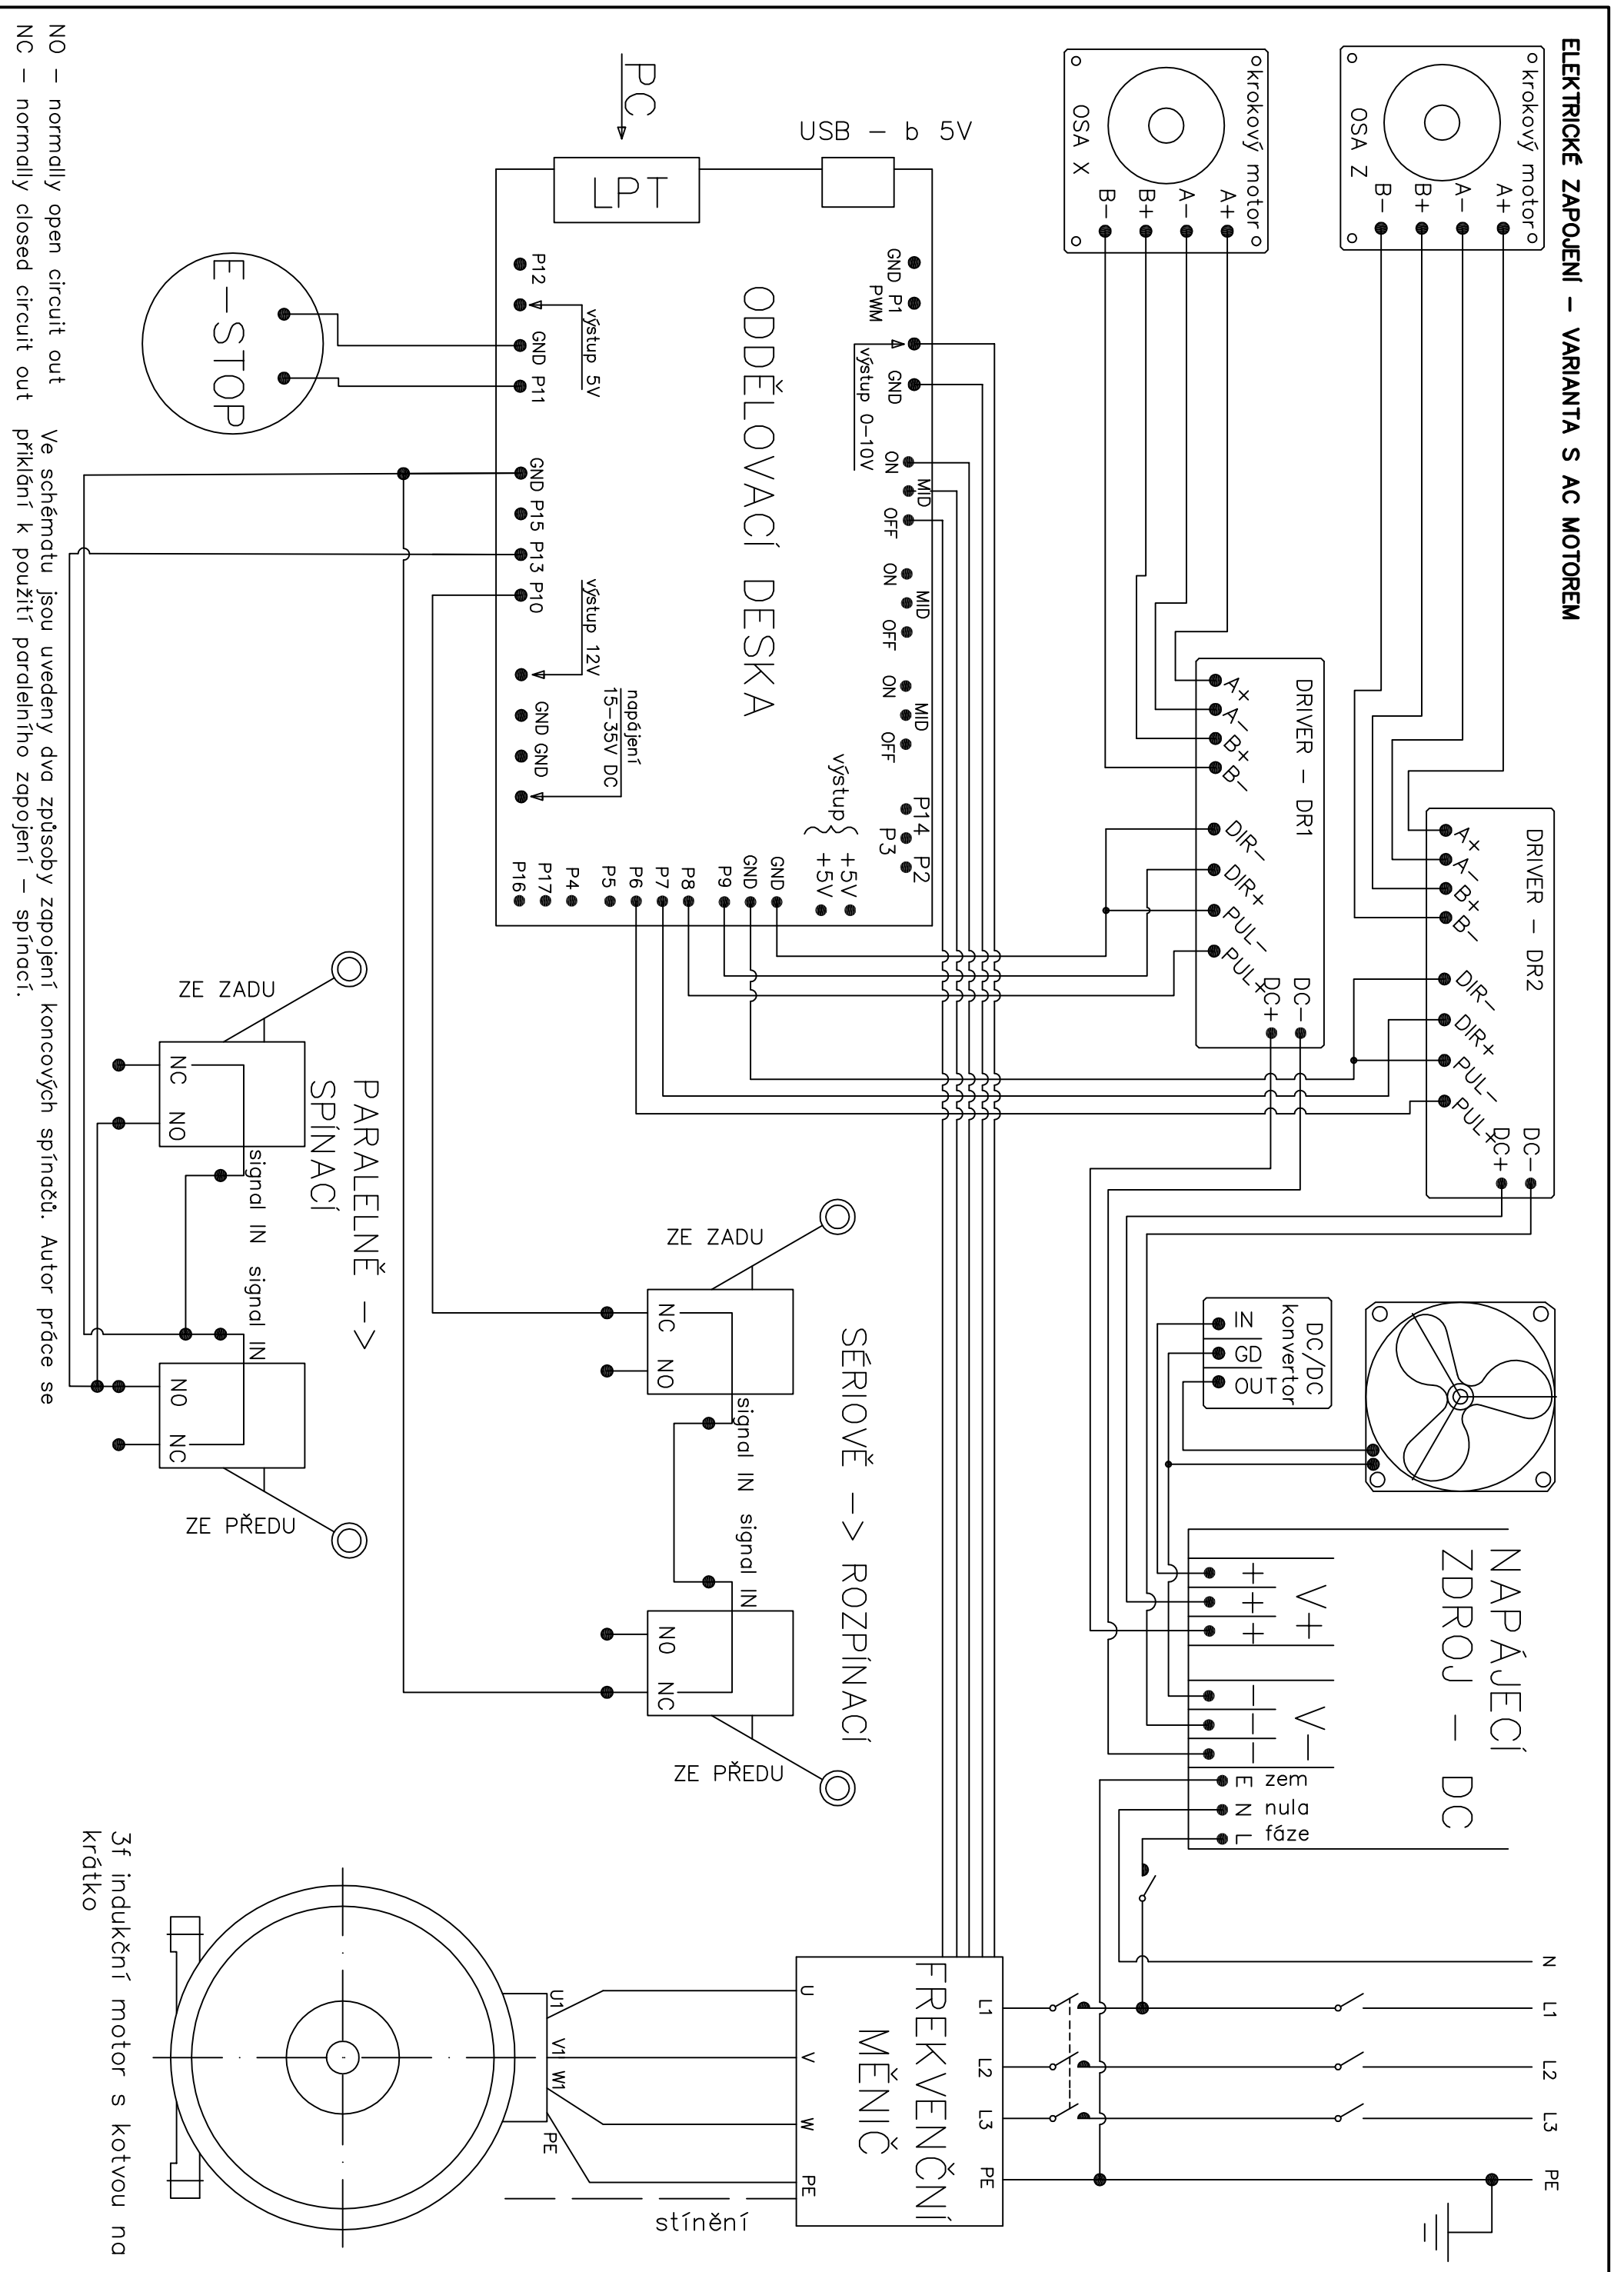 ELEKTRICKÉ ZAPOJENÍ - VARIANTA S AC MOTOREM
krokový motor
OSA Z
A+
A-
B+
B-
krokový motor
OSA X
A+
A-
B+
B-
DRIVER - DR2
A+
A-
B+
B-
DIR-
DIR+
PUL-
PUL+
DC+
DC-
DRIVER - DR1
A+
A-
B+
B-
DIR-
DIR+
PUL-
PUL+
DC+
DC-
DC/DC
konvertor
IN
GD
OUT
NAPÁJECÍ
ZDROJ - DC
V+
+
+
+
V-
-
-
-
E zem
N nula
L fáze
N
L1
L2
L3
PE
USB - b 5V
PC
LPT
ODDĚLOVACÍ DESKA
GND
P1
PWM
výstup 0-10V
GND
ON
MID
OFF
ON
MID
OFF
ON
MID
OFF
P14
P3
P2
výstup
+5V
+5V
GND
GND
P9
P8
P7
P6
P5
P4
P17
P16
P12
výstup 5V
GND
P11
GND
P15
P13
P10
výstup 12V
GND
GND
napájení
15-35V DC
E-STOP
SÉRIOVĚ -> ROZPÍNACÍ
ZE ZADU
NC
NO
signal IN
signal IN
NO
NC
ZE PŘEDU
PARALELNĚ ->
SPÍNACÍ
ZE ZADU
NC
NO
signal IN
signal IN
NO
NC
ZE PŘEDU
FREKVENČNÍ
MĚNIČ
L1
L2
L3
PE
U
V
W
PE
stínění
U1
V1
W1
PE
3f indukční motor s kotvou na
krátko
NO - normally open circuit out
NC - normally closed circuit out
Ve schématu jsou uvedeny dva způsoby zapojení koncových spínačů. Autor práce se
přiklání k použití paralelního zapojení - spínací.